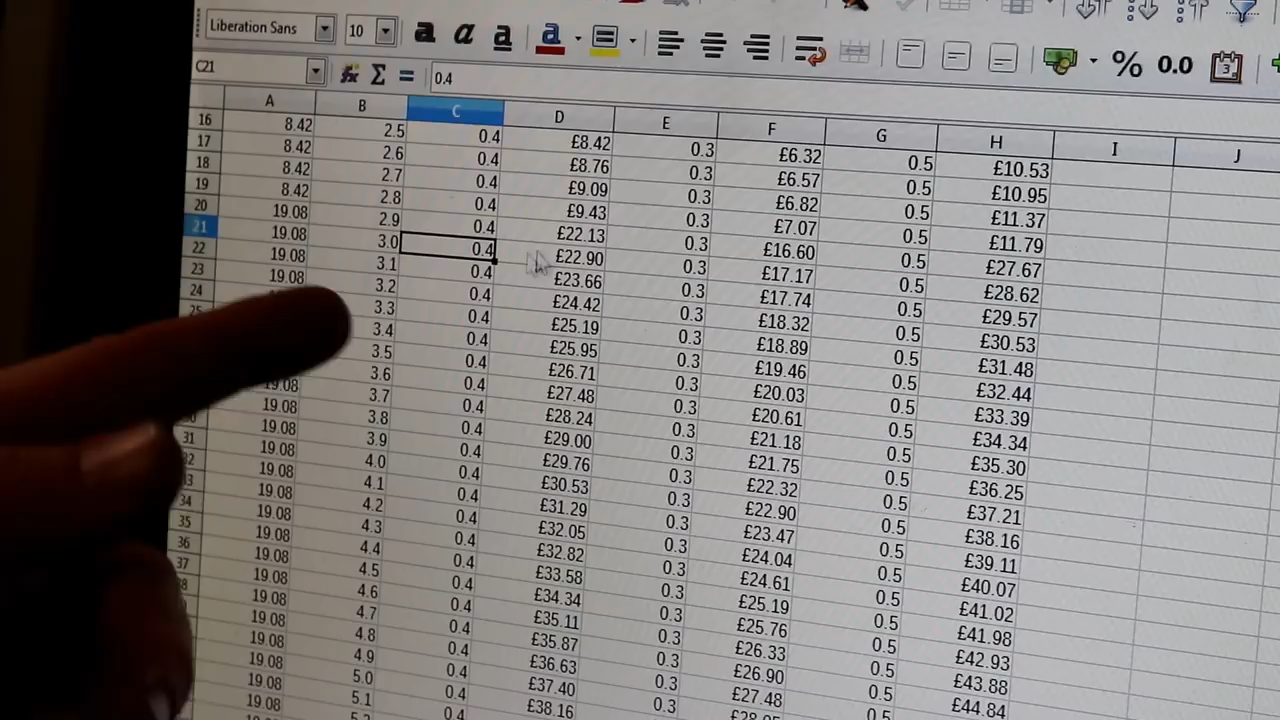 Liberation Sans 10 a a a a % 0.0 3
C21 fx Σ = 0.4
A B C D E F G H I J
16 8.42 2.5 0.4 £8.42 0.3 £6.32 0.5 £10.53
17 8.42 2.6 0.4 £8.76 0.3 £6.57 0.5 £10.95
18 8.42 2.7 0.4 £9.09 0.3 £6.82 0.5 £11.37
19 8.42 2.8 0.4 £9.43 0.3 £7.07 0.5 £11.79
20 19.08 2.9 0.4 £22.13 0.3 £16.60 0.5 £27.67
21 19.08 3.0 0.4 £22.90 0.3 £17.17 0.5 £28.62
22 19.08 3.1 0.4 £23.66 0.3 £17.74 0.5 £29.57
23 19.08 3.2 0.4 £24.42 0.3 £18.32 0.5 £30.53
24 3.3 0.4 £25.19 0.3 £18.89 0.5 £31.48
25 3.4 0.4 £25.95 0.3 £19.46 0.5 £32.44
3.5 0.4 £26.71 0.3 £20.03 0.5 £33.39
3.6 0.4 £27.48 0.3 £20.61 0.5 £34.34
19.08 3.7 0.4 £28.24 0.3 £21.18 0.5 £35.30
19.08 3.8 0.4 £29.00 0.3 £21.75 0.5 £36.25
19.08 3.9 0.4 £29.76 0.3 £22.32 0.5 £37.21
31 19.08 4.0 0.4 £30.53 0.3 £22.90 0.5 £38.16
32 19.08 4.1 0.4 £31.29 0.3 £23.47 0.5 £39.11
33 19.08 4.2 0.4 £32.05 0.3 £24.04 0.5 £40.07
34 19.08 4.3 0.4 £32.82 0.3 £24.61 0.5 £41.02
35 19.08 4.4 0.4 £33.58 0.3 £25.19 0.5 £41.98
36 19.08 4.5 0.4 £34.34 0.3 £25.76 0.5 £42.93
37 19.08 4.6 0.4 £35.11 0.3 £26.33 0.5 £43.88
38 19.08 4.7 0.4 £35.87 0.3 £26.90 0.5 £44.84
19.08 4.8 0.4 £36.63 0.3 £27.48 0.5
19.08 4.9 0.4 £37.40 £28.05
19.08 5.0 0.4 £38.16
19.08 5.1 0.4
5.2